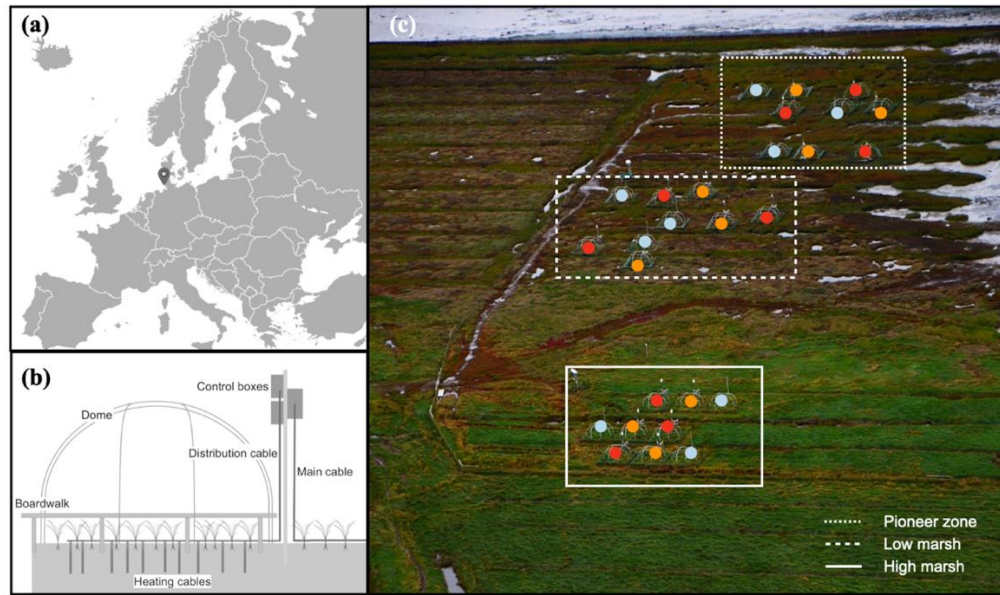 (a)
(b)
Control boxes
Dome
Distribution cable
Main cable
Boardwalk
Heating cables
(c)
Pioneer zone
Low marsh
High marsh